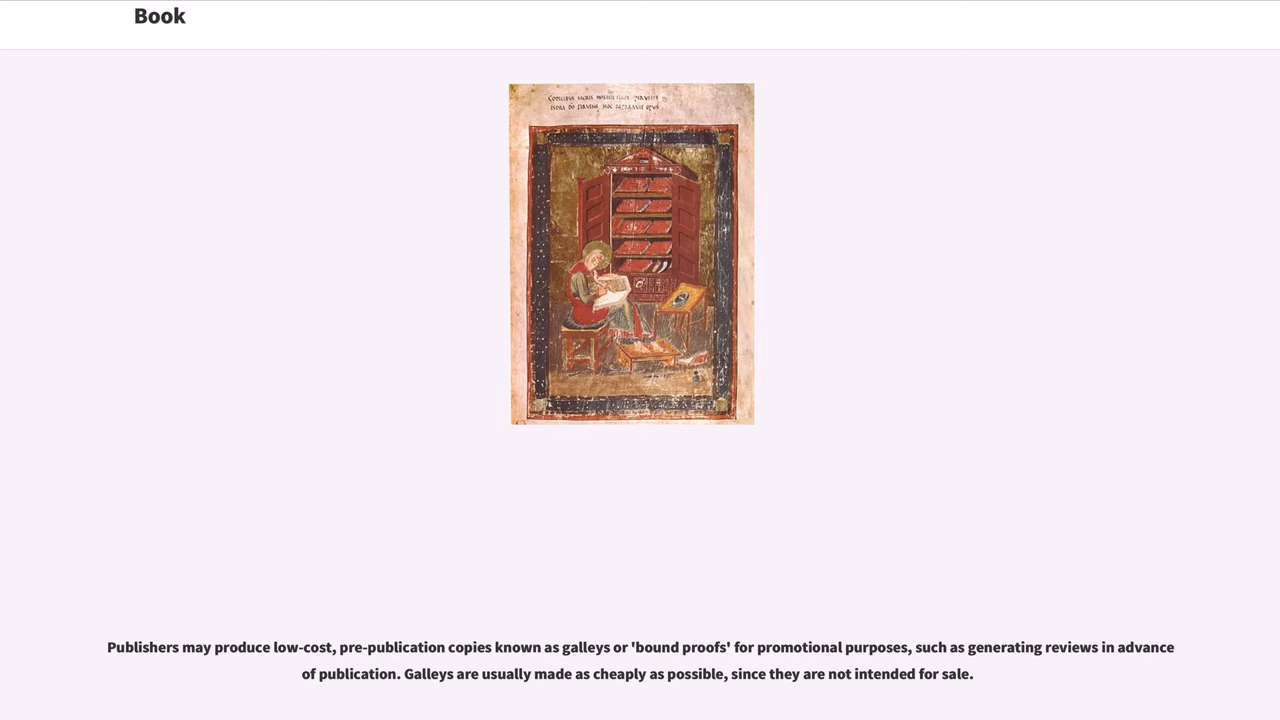 Book
Publishers may produce low-cost, pre-publication copies known as galleys or 'bound proofs' for promotional purposes, such as generating reviews in advance
of publication. Galleys are usually made as cheaply as possible, since they are not intended for sale.